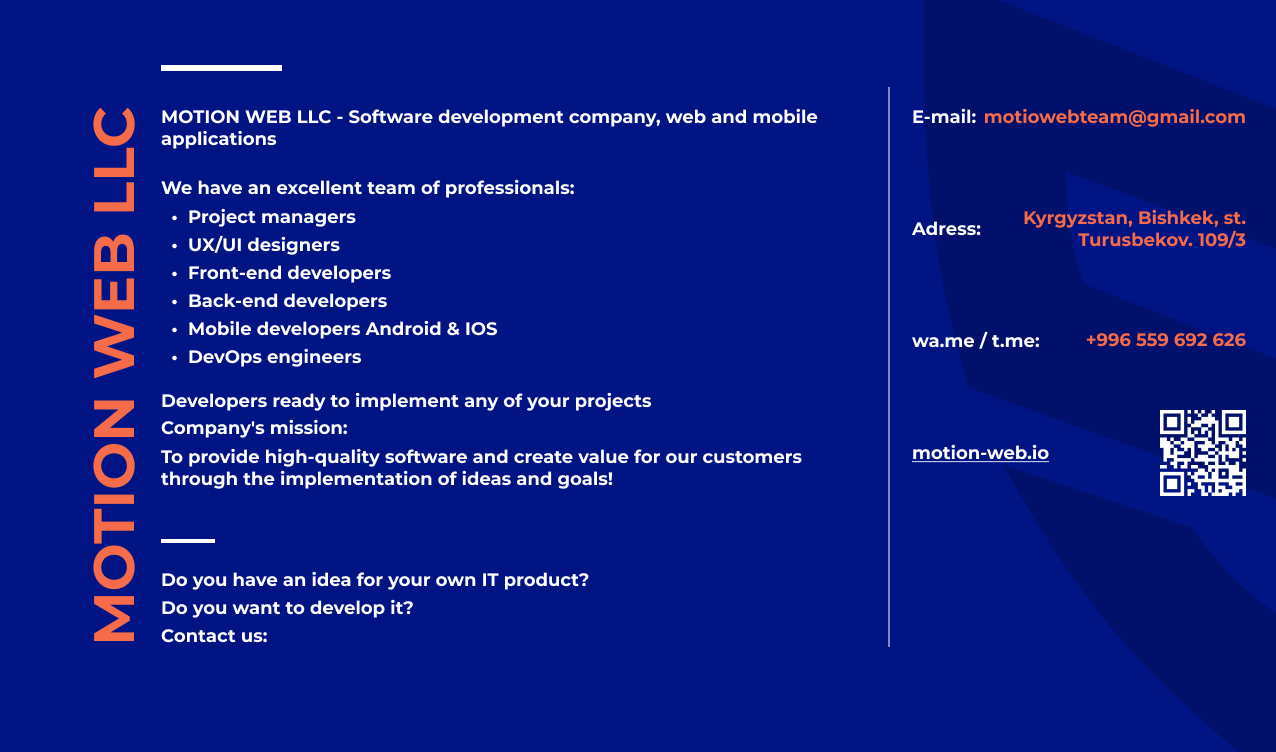 MOTION WEB LLC
MOTION WEB LLC - Software development company, web and mobile
applications
We have an excellent team of professionals:
• Project managers
• UX/UI designers
• Front-end developers
• Back-end developers
• Mobile developers Android & IOS
• DevOps engineers
Developers ready to implement any of your projects
Company's mission:
To provide high-quality software and create value for our customers
through the implementation of ideas and goals!
Do you have an idea for your own IT product?
Do you want to develop it?
Contact us:
E-mail: motiowebteam@gmail.com
Adress: Kyrgyzstan, Bishkek, st.
Turusbekov. 109/3
wa.me / t.me: +996 559 692 626
motion-web.io